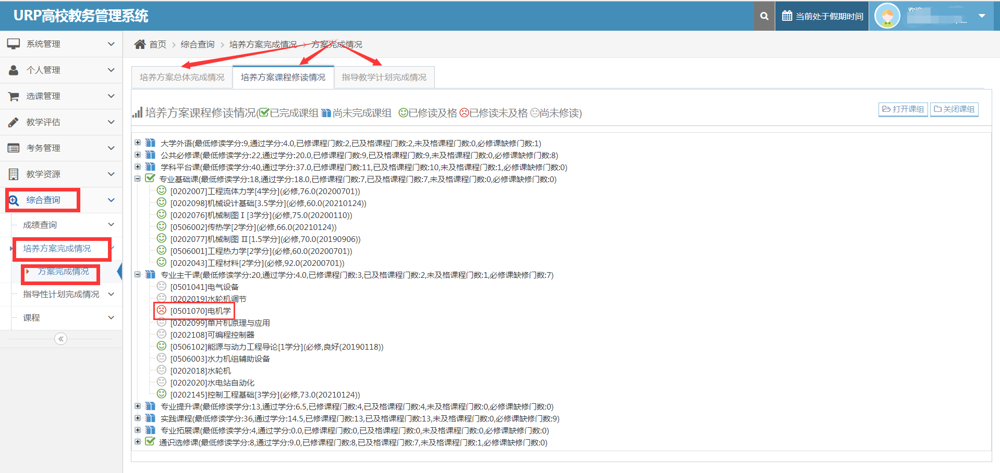 URP高校教务管理系统
当前处于假期时间
欢迎
系统管理
个人管理
选课管理
教学评估
考务管理
教学资源
综合查询
成绩查询
培养方案完成情况
方案完成情况
指导性计划完成情况
课程
首页 > 综合查询 > 培养方案完成情况 > 方案完成情况
培养方案总体完成情况
培养方案课程修读情况
指导教学计划完成情况
培养方案课程修读情况(已完成课组 尚未完成课组 已修读及格 已修读未及格 尚未修读)
打开课组
关闭课组
大学外语(最低修读学分:9,通过学分:4.0,已修课程门数:2,已及格课程门数:2,未及格课程门数:0,必修课缺修门数:1)
公共必修课(最低修读学分:22,通过学分:20.0,已修课程门数:9,已及格课程门数:9,未及格课程门数:0,必修课缺修门数:8)
学科平台课(最低修读学分:40,通过学分:37.0,已修课程门数:11,已及格课程门数:10,未及格课程门数:1,必修课缺修门数:0)
专业基础课(最低修读学分:18,通过学分:18.0,已修课程门数:7,已及格课程门数:7,未及格课程门数:0,必修课缺修门数:0)
[0202007]工程流体力学[4学分](必修,76.0(20200701))
[0202098]机械设计基础[3.5学分](必修,60.0(20210124))
[0202076]机械制图Ⅰ[3学分](必修,75.0(20200110))
[0506002]传热学[2学分](必修,66.0(20210124))
[0202077]机械制图Ⅱ[1.5学分](必修,70.0(20190906))
[0506001]工程热力学[2学分](必修,60.0(20200701))
[0202043]工程材料[2学分](必修,92.0(20200701))
专业主干课(最低修读学分:20,通过学分:4.0,已修课程门数:3,已及格课程门数:2,未及格课程门数:1,必修课缺修门数:7)
[0501041]电气设备
[0202019]水轮机调节
[0501070]电机学
[0202099]单片机原理与应用
[0202108]可编程控制器
[0506102]能源与动力工程导论[1学分](必修,良好(20190118))
[0506003]水力机组辅助设备
[0202018]水轮机
[0202020]水电站自动化
[0202145]控制工程基础[3学分](必修,73.0(20210124))
专业提升课(最低修读学分:13,通过学分:6.5,已修课程门数:4,已及格课程门数:4,未及格课程门数:0,必修课缺修门数:0)
实践课程(最低修读学分:36,通过学分:14.5,已修课程门数:13,已及格课程门数:13,未及格课程门数:0,必修课缺修门数:9)
专业拓展课(最低修读学分:4,通过学分:0.0,已修课程门数:0,已及格课程门数:0,未及格课程门数:0,必修课缺修门数:0)
通识选修课(最低修读学分:8,通过学分:9.0,已修课程门数:8,已及格课程门数:7,未及格课程门数:1,必修课缺修门数:0)